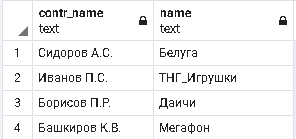 contr_name name
text text
1 Сидоров А.С. Белуга
2 Иванов П.С. ТНГ_Игрушки
3 Борисов П.Р. Даичи
4 Башкиров К.В. Мегафон